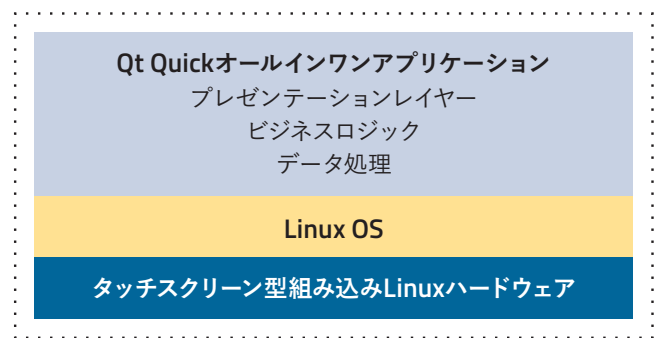 Qt Quickオールインワンアプリケーション
プレゼンテーションレイヤー
ビジネスロジック
データ処理
Linux OS
タッチスクリーン型組み込みLinuxハードウェア